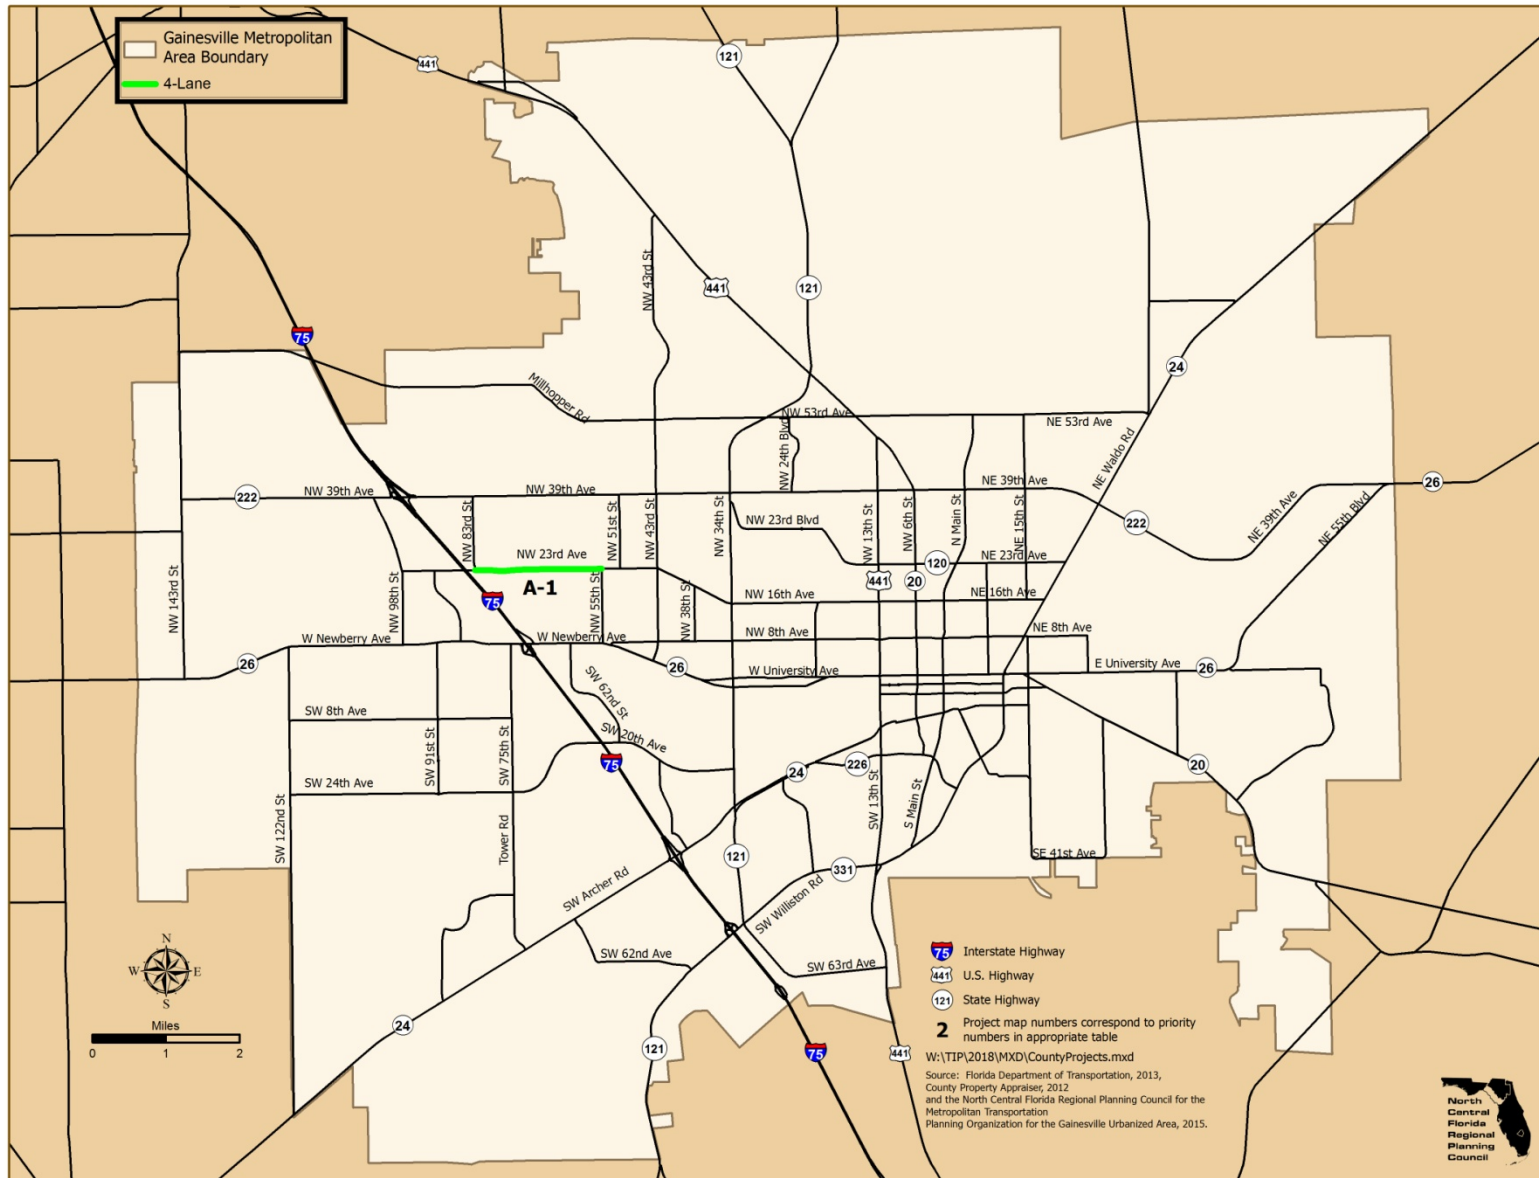 Gainesville Metropolitan
Area Boundary
4-Lane
441
121
NW 43rd St
441
121
75
24
Millhopper Rd
NW 53rd Ave
NE 53rd Ave
NW 24th Blvd
NE Waldo Rd
222
NW 39th Ave
NW 39th Ave
NE 39th Ave
26
NW 83rd St
NW 51st St
NW 43rd St
NW 34th St
NW 23rd Blvd
NW 13th St
NW 6th St
N Main St
NE 15th St
222
NE 39th Ave
NE 55th Blvd
NW 23rd Ave
120
NE 23rd Ave
A-1
441
20
NW 143rd St
NW 98th St
75
NW 55th St
NW 38th St
NW 16th Ave
NE 16th Ave
W Newberry Ave
W Newberry Ave
NW 8th Ave
NE 8th Ave
26
26
W University Ave
E University Ave
26
SW 62nd St
SW 8th Ave
SW 20th Ave
SW 91st St
SW 75th St
75
24
226
20
SW 24th Ave
SW 122nd St
Tower Rd
SW 13th St
S Main St
121
331
SE 41st Ave
SW Archer Rd
SW Williston Rd
SW 62nd Ave
SW 63rd Ave
24
121
75
441
N
W
E
S
Miles
0 1 2
75 Interstate Highway
441 U.S. Highway
121 State Highway
2 Project map numbers correspond to priority
numbers in appropriate table
W:\TIP\2018\MXD\CountyProjects.mxd
Source: Florida Department of Transportation, 2013,
County Property Appraiser, 2012
and the North Central Florida Regional Planning Council for the
Metropolitan Transportation
Planning Organization for the Gainesville Urbanized Area, 2015.
North
Central
Florida
Regional
Planning
Council